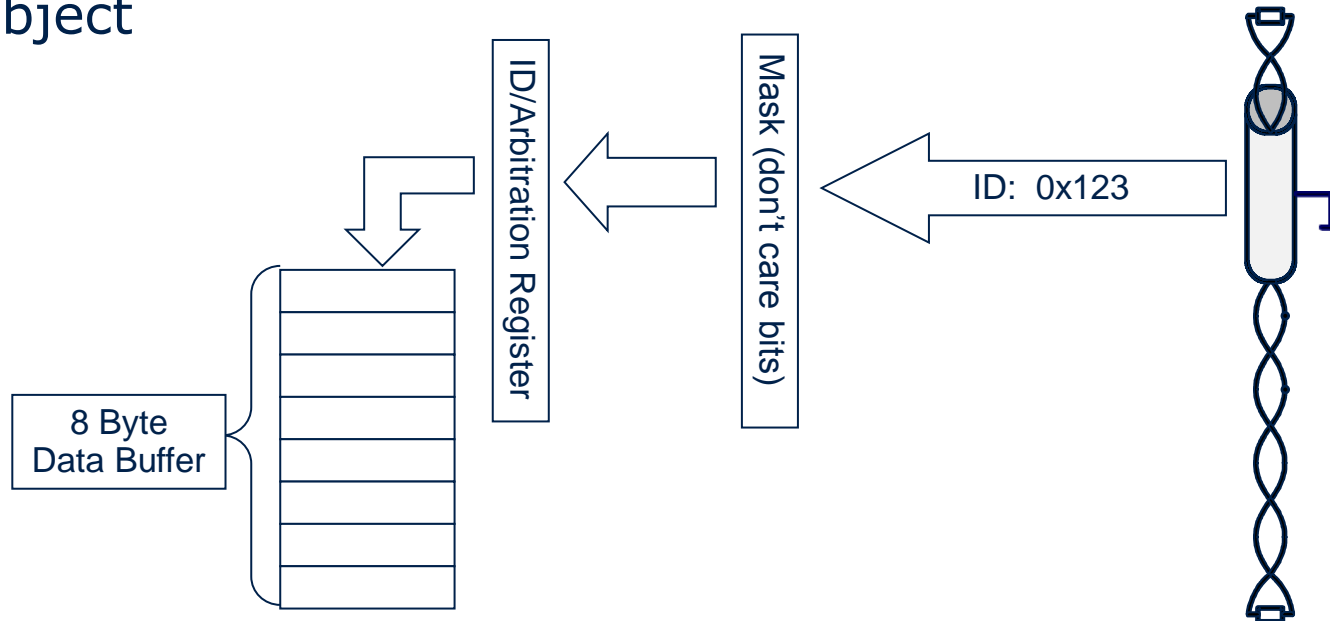 bject
ID/Arbitration Register
Mask (don't care bits)
ID:  0x123
8 Byte
Data Buffer